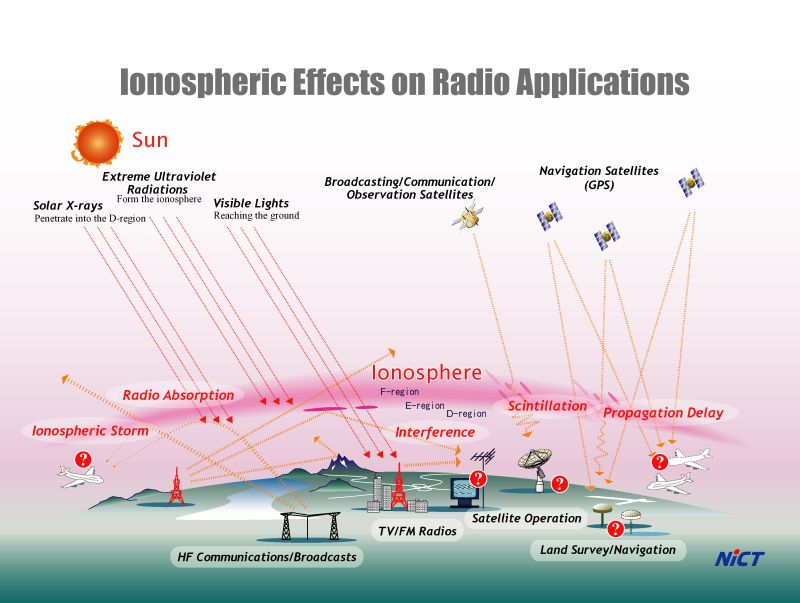 Ionospheric Effects on Radio Applications
Sun
Extreme Ultraviolet
Radiations
Form the ionosphere
Solar X-rays
Penetrate into the D-region
Visible Lights
Reaching the ground
Broadcasting/Communication/
Observation Satellites
Navigation Satellites
(GPS)
Ionosphere
F-region
E-region
D-region
Radio Absorption
Ionospheric Storm
Interference
Scintillation
Propagation Delay
?
?
?
?
?
TV/FM Radios
Satellite Operation
HF Communications/Broadcasts
Land Survey/Navigation
NICT